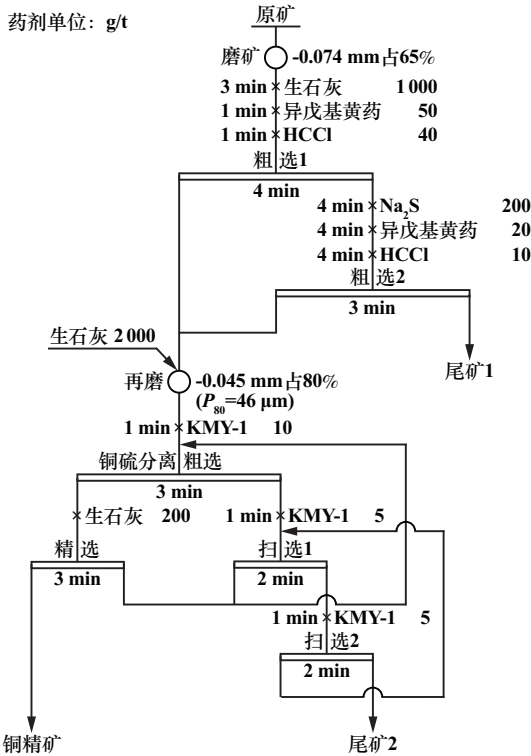 药剂单位：g/t
原矿
磨矿 -0.074 mm占65%
3 min 生石灰 1 000
1 min 异戊基黄药 50
1 min HCCl 40
粗选1
4 min
4 min Na₂S 200
4 min 异戊基黄药 20
4 min HCCl 10
粗选2
3 min
尾矿1
生石灰 2 000
再磨 -0.045 mm占80%
(P₈₀=46 μm)
1 min KMY-1 10
铜硫分离粗选
3 min
生石灰 200
1 min KMY-1 5
精选
3 min
扫选1
2 min
1 min KMY-1 5
扫选2
2 min
铜精矿
尾矿2